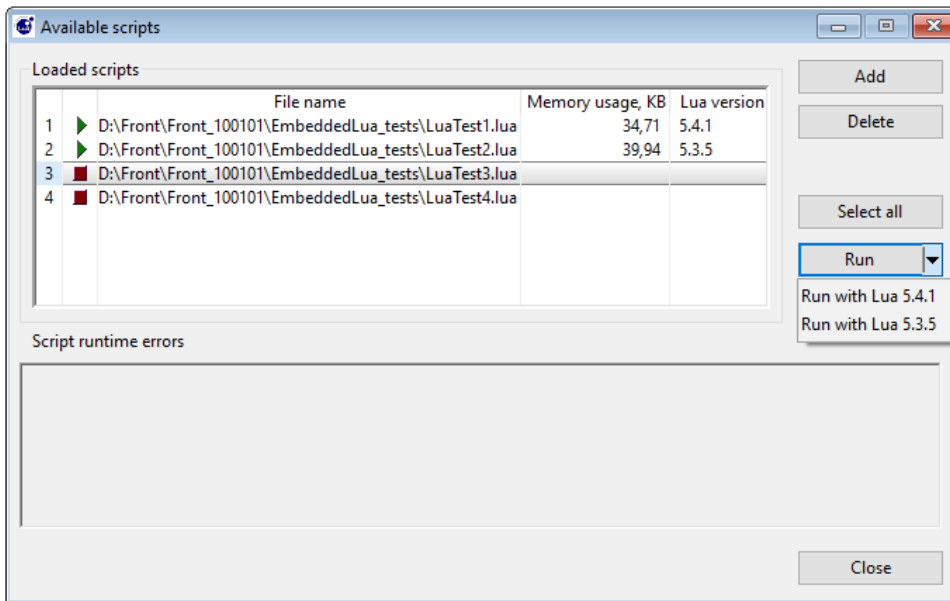 Available scripts
Loaded scripts
Add
File name Memory usage, KB Lua version
1 D:\Front\Front_100101\EmbeddedLua_tests\LuaTest1.lua 34,71 5.4.1
Delete
2 D:\Front\Front_100101\EmbeddedLua_tests\LuaTest2.lua 39,94 5.3.5
3 D:\Front\Front_100101\EmbeddedLua_tests\LuaTest3.lua
4 D:\Front\Front_100101\EmbeddedLua_tests\LuaTest4.lua
Select all
Run
Run with Lua 5.4.1
Run with Lua 5.3.5
Script runtime errors
Close